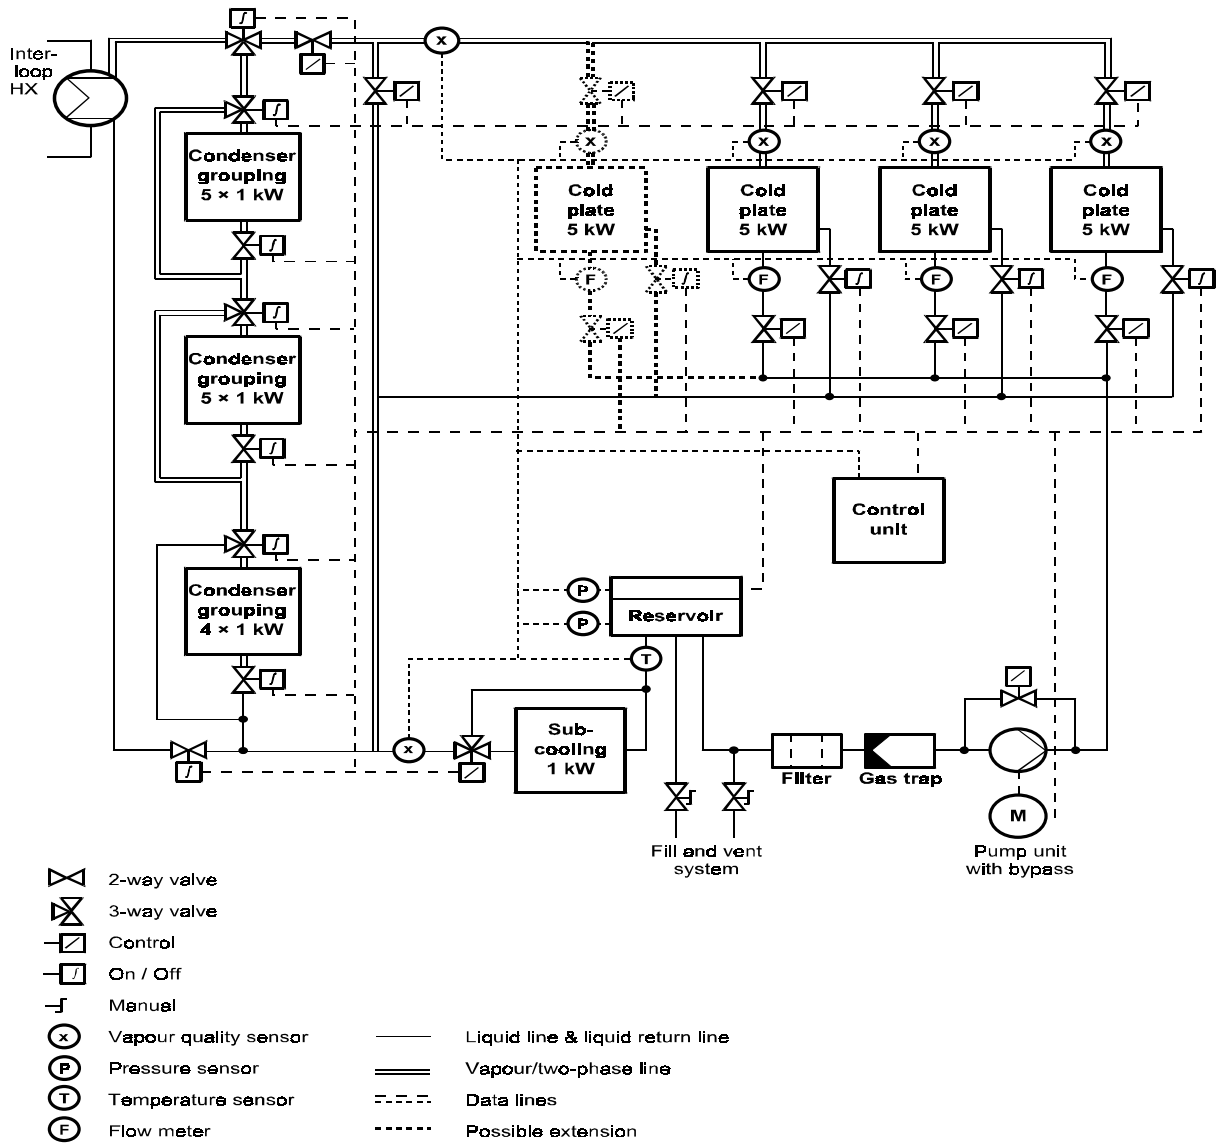 Inter-
loop
HX
x
Condenser
grouping
5 × 1 kW
x
x
x
x
Cold
plate
5 kW
Cold
plate
5 kW
Cold
plate
5 kW
Cold
plate
5 kW
F
F
F
F
Condenser
grouping
5 × 1 kW
Control
unit
Condenser
grouping
4 × 1 kW
P
P
Reservoir
T
x
Sub-
cooling
1 kW
Filter
Gas trap
M
Fill and vent
system
Pump unit
with bypass
2-way valve
3-way valve
Control
On / Off
Manual
x Vapour quality sensor
P Pressure sensor
T Temperature sensor
F Flow meter
Liquid line & liquid return line
Vapour/two-phase line
Data lines
Possible extension